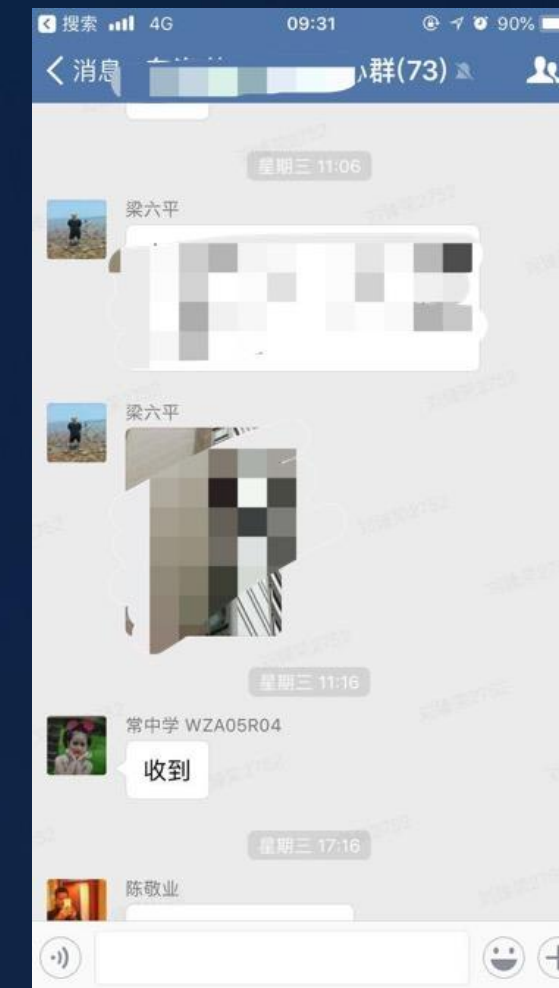 搜索 4G 09:31 90%
消息 群(73)
星期三 11:06
梁六平
梁六平
星期三 11:16
常中学 WZA05R04
收到
星期三 17:16
陈敬业